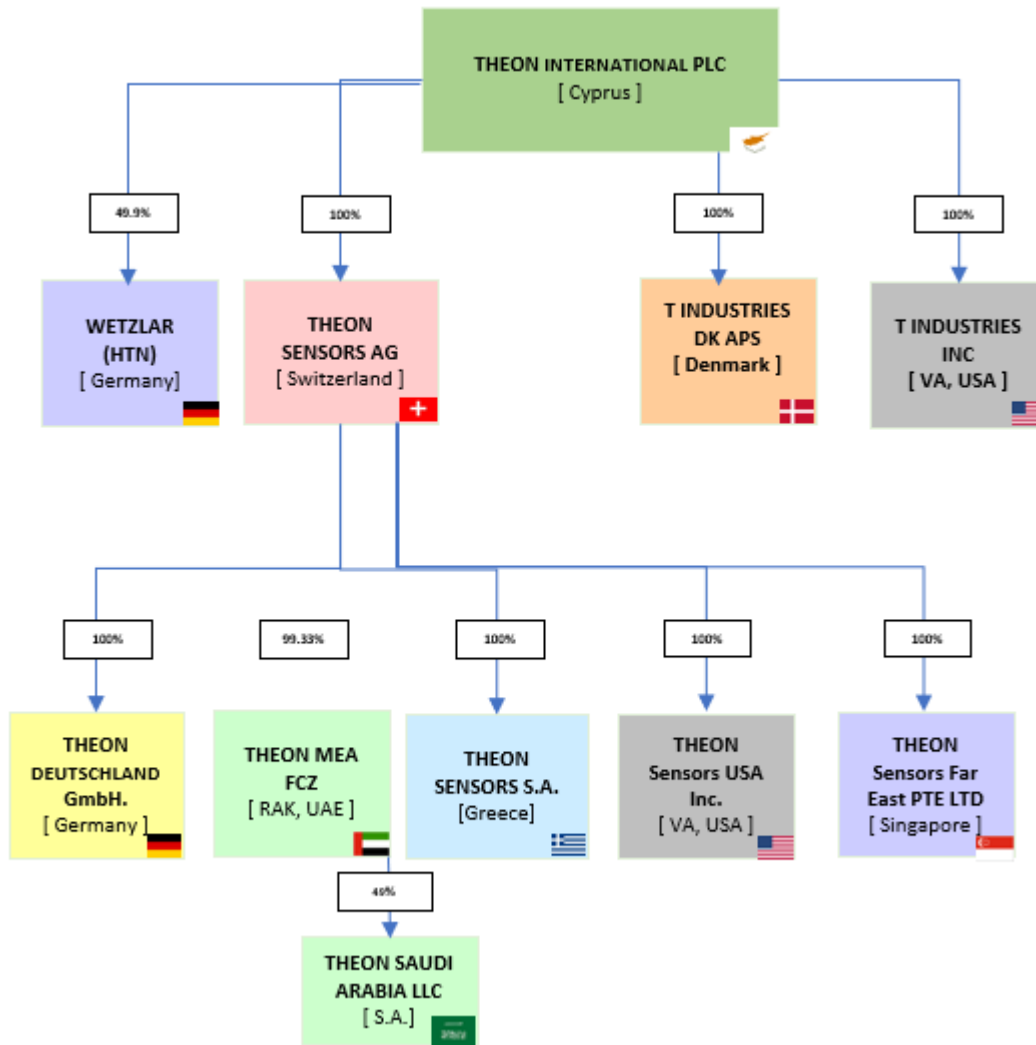 THEON INTERNATIONAL PLC
[ Cyprus ]
49.9%
100%
100%
100%
WETZLAR
(HTN)
[ Germany]
THEON
SENSORS AG
[ Switzerland ]
T INDUSTRIES
DK APS
[ Denmark ]
T INDUSTRIES
INC
[ VA, USA ]
100%
99.33%
100%
100%
100%
THEON
DEUTSCHLAND
GmbH.
[ Germany ]
THEON MEA
FCZ
[ RAK, UAE ]
THEON
SENSORS S.A.
[Greece]
THEON
Sensors USA
Inc.
[ VA, USA ]
THEON
Sensors Far
East PTE LTD
[ Singapore ]
49%
THEON SAUDI
ARABIA LLC
[ S.A.]